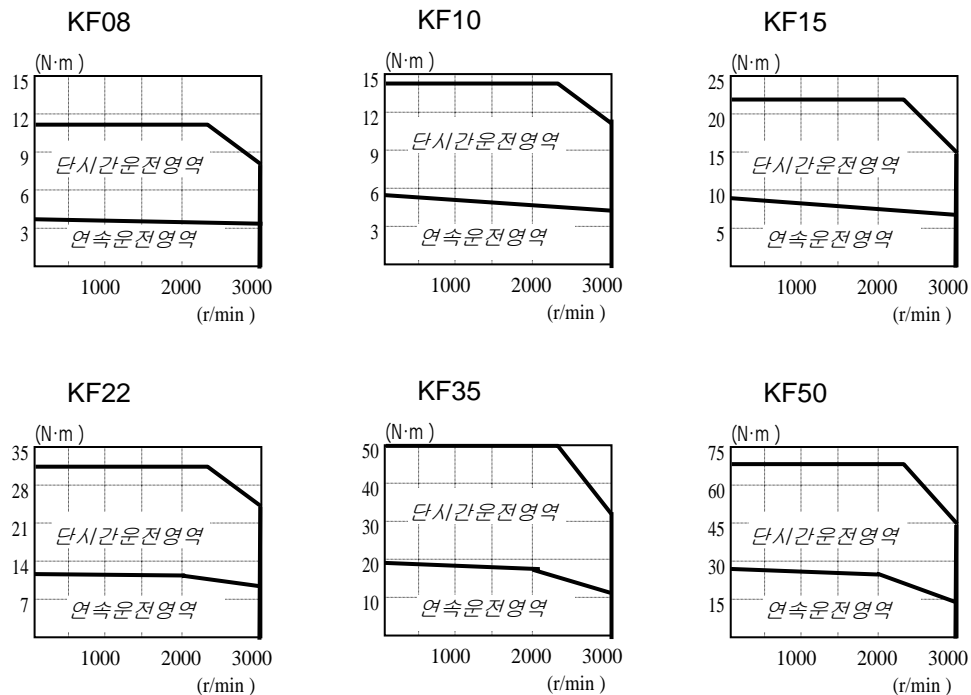 KF08
(N·m )
15
12
9
6
3
단시간운전영역
연속운전영역
1000 2000 3000
(r/min )
KF10
(N·m )
15
12
9
6
3
단시간운전영역
연속운전영역
1000 2000 3000
(r/min )
KF15
(N·m )
25
20
15
10
5
단시간운전영역
연속운전영역
1000 2000 3000
(r/min )
KF22
(N·m )
35
28
21
14
7
단시간운전영역
연속운전영역
1000 2000 3000
(r/min )
KF35
(N·m )
50
40
30
20
10
단시간운전영역
연속운전영역
1000 2000 3000
(r/min )
KF50
(N·m )
75
60
45
30
15
단시간운전영역
연속운전영역
1000 2000 3000
(r/min )